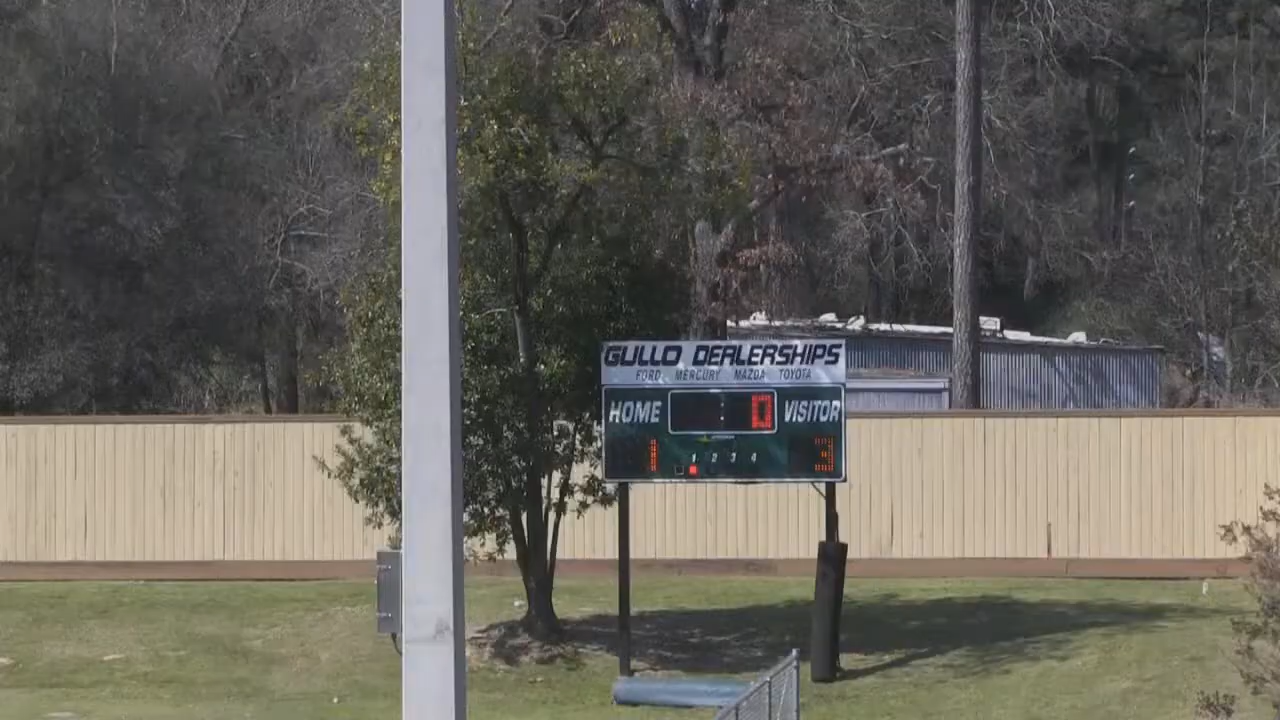 GULLO DEALERSHIPS
FORD MERCURY MAZDA TOYOTA
HOME : 0 VISITOR
1 1 2 3 4 3